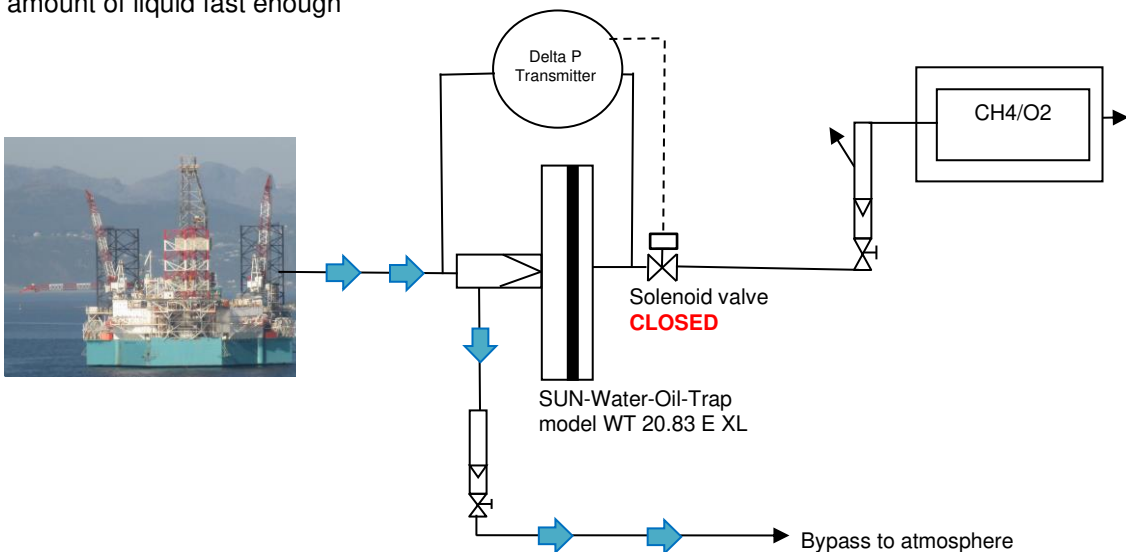 amount of liquid fast enough
Delta P
Transmitter
CH4/O2
Solenoid valve
CLOSED
SUN-Water-Oil-Trap
model WT 20.83 E XL
Bypass to atmosphere